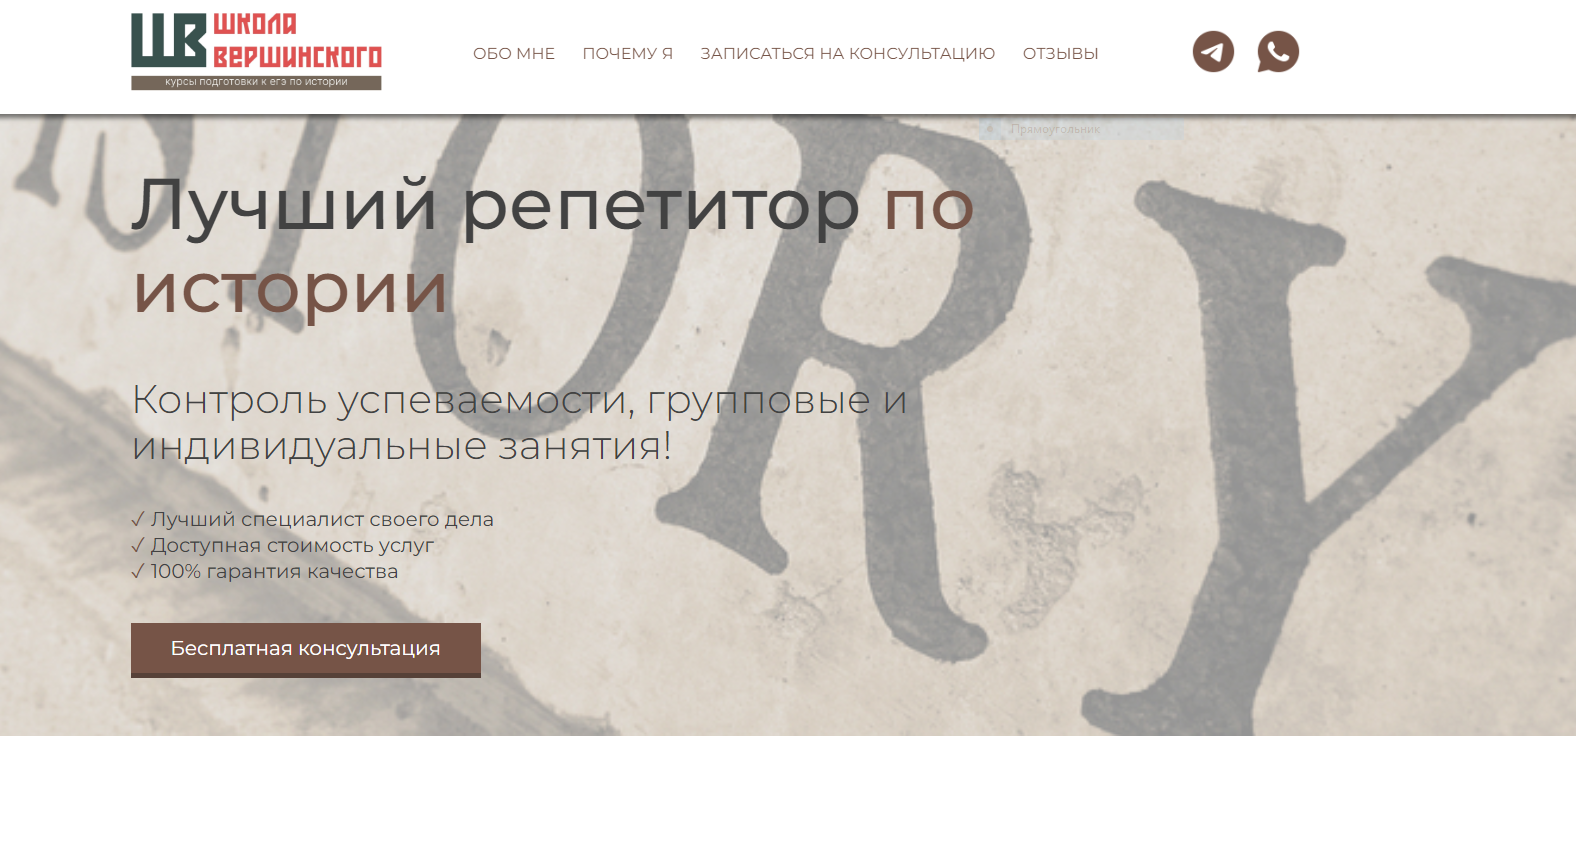 ШВ ШКОЛА
ВЕРШИНСКОГО
курсы подготовки к егэ по истории
ОБО МНЕ ПОЧЕМУ Я ЗАПИСАТЬСЯ НА КОНСУЛЬТАЦИЮ ОТЗЫВЫ
Прямоугольник
STORY
Лучший репетитор по
истории
Контроль успеваемости, групповые и
индивидуальные занятия!
✓ Лучший специалист своего дела
✓ Доступная стоимость услуг
✓ 100% гарантия качества
Бесплатная консультация